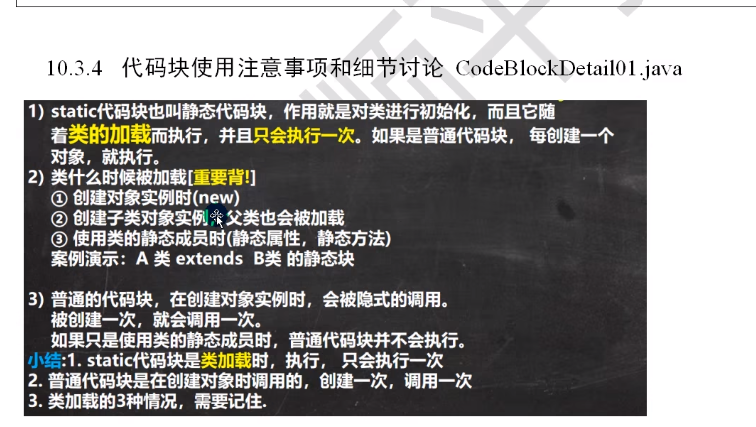 10.3.4 代码块使用注意事项和细节讨论 CodeBlockDetail01.java
1) static代码块也叫静态代码块，作用就是对类进行初始化，而且它随
着类的加载而执行，并且只会执行一次。如果是普通代码块， 每创建一个
对象，就执行。
2) 类什么时候被加载[重要背!]
① 创建对象实例时(new)
② 创建子类对象实例 父类也会被加载
③ 使用类的静态成员时(静态属性，静态方法)
案例演示：A 类 extends B类 的静态块
3) 普通的代码块，在创建对象实例时，会被隐式的调用。
被创建一次，就会调用一次。
如果只是使用类的静态成员时，普通代码块并不会执行。
小结:1. static代码块是类加载时，执行， 只会执行一次
2. 普通代码块是在创建对象时调用的，创建一次，调用一次
3. 类加载的3种情况，需要记住.